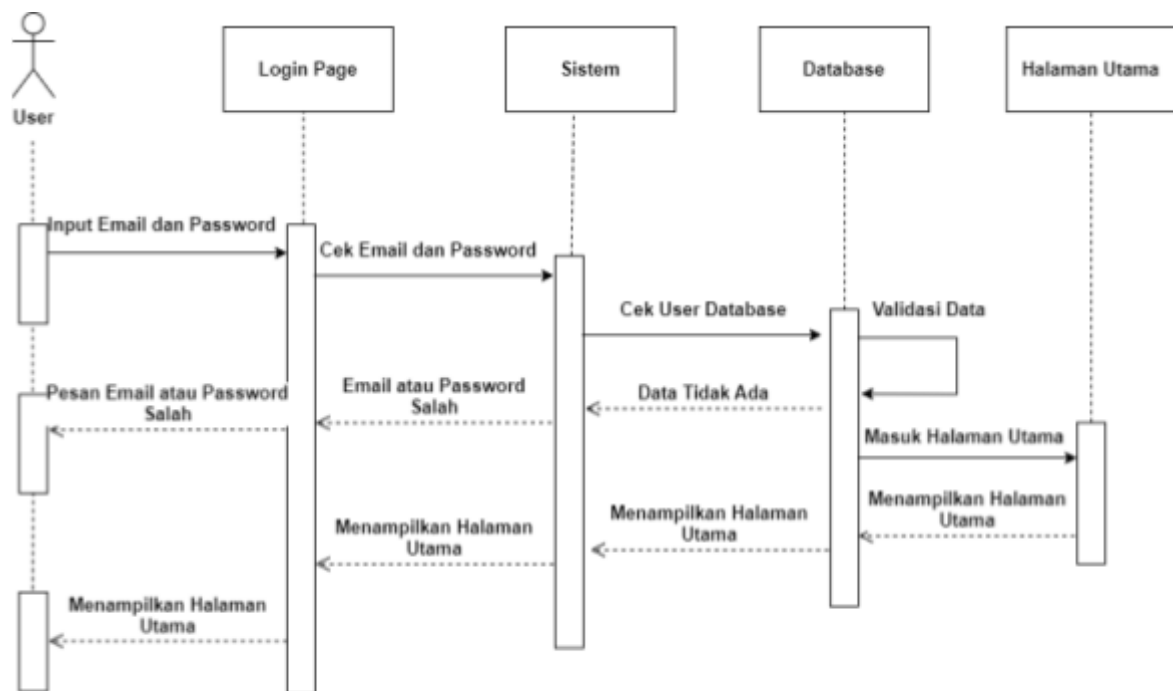 User
Login Page
Sistem
Database
Halaman Utama
Input Email dan Password
Cek Email dan Password
Cek User Database
Validasi Data
Pesan Email atau Password
Salah
Email atau Password
Salah
Data Tidak Ada
Masuk Halaman Utama
Menampilkan Halaman
Utama
Menampilkan Halaman
Utama
Menampilkan Halaman
Utama
Menampilkan Halaman
Utama